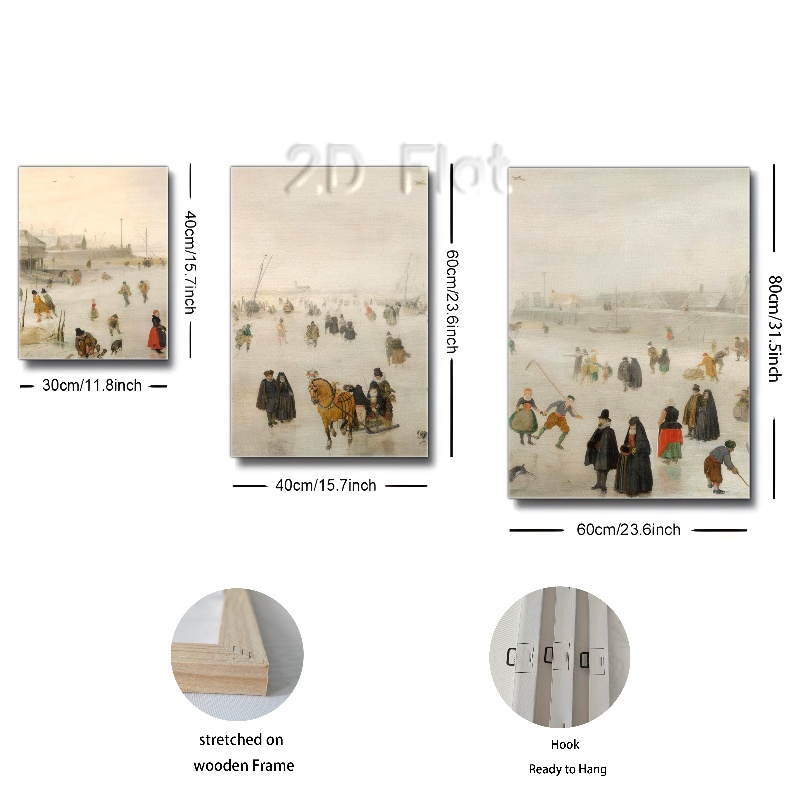 2D Flat
40cm/15.7inch
30cm/11.8inch
60cm/23.6inch
40cm/15.7inch
80cm/31.5inch
60cm/23.6inch
stretched on
wooden Frame
Hook
Ready to Hang